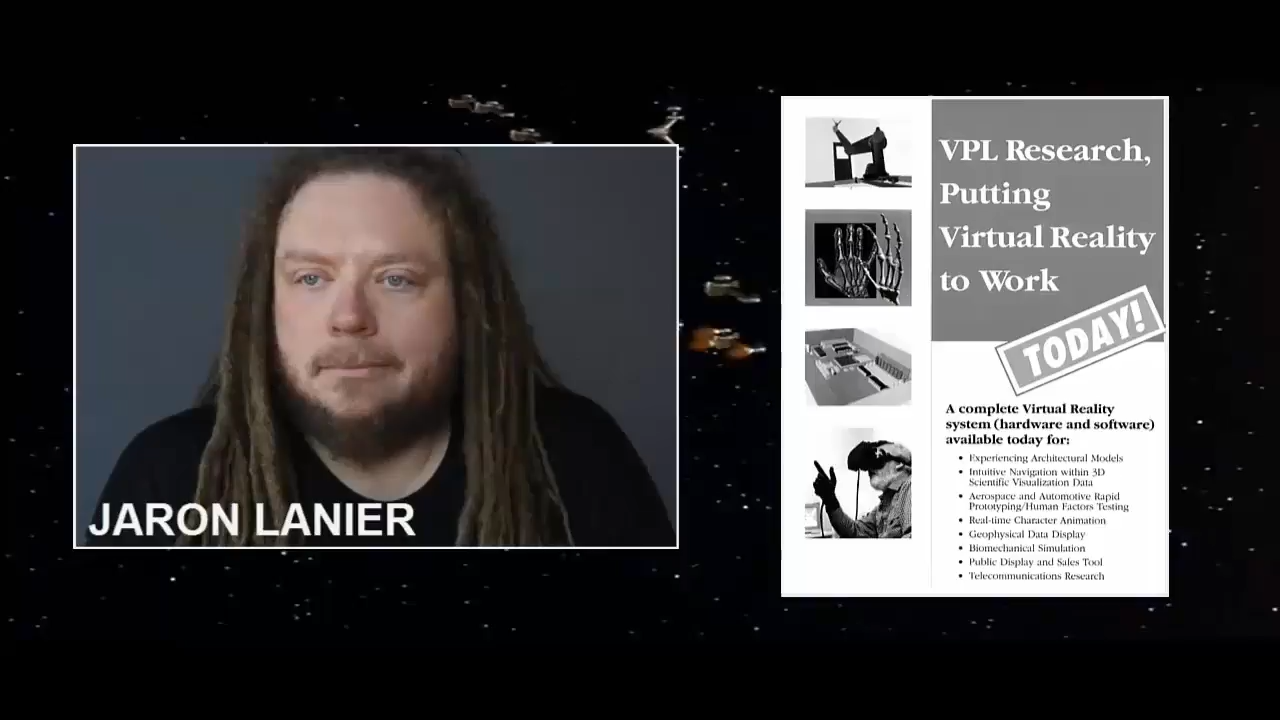 JARON LANIER
VPL Research,
Putting
Virtual Reality
to Work
TODAY!
A complete Virtual Reality
system (hardware and software)
available today for:
• Experiencing Architectural Models
• Intuitive Navigation within 3D
Scientific Visualization Data
• Aerospace and Automotive Rapid
Prototyping/Human Factors Testing
• Real-time Character Animation
• Geophysical Data Display
• Biomechanical Simulation
• Public Display and Sales Tool
• Telecommunications Research